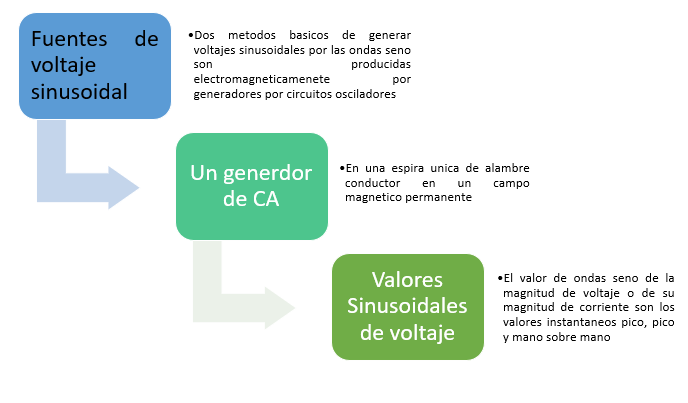 Fuentes de
voltaje
sinusoidal
•Dos metodos basicos de generar
voltajes sinusoidales por las ondas seno
son producidas
electromagneticamenete por
generadores por circuitos osciladores
Un generdor
de CA
•En una espira unica de alambre
conductor en un campo
magnetico permanente
Valores
Sinusoidales
de voltaje
•El valor de ondas seno de la
magnitud de voltaje o de su
magnitud de corriente son los
valores instantaneos pico, pico
y mano sobre mano